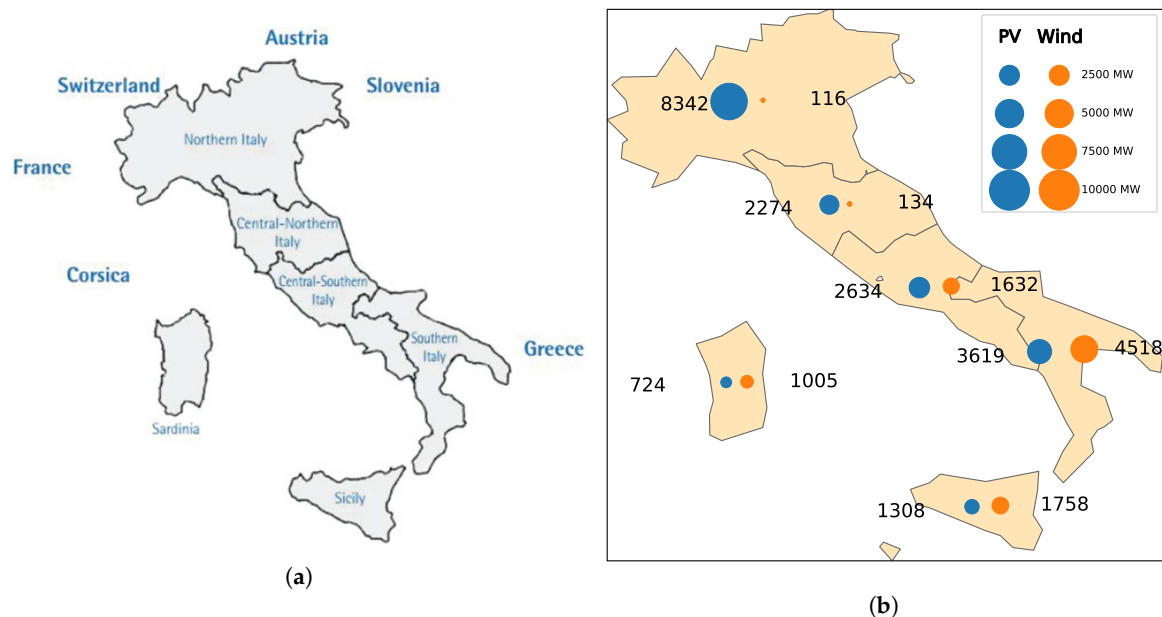 Austria
Switzerland
Slovenia
Northern Italy
France
Central-Northern
Italy
Corsica
Central-Southern
Italy
Southern
Italy
Greece
Sardinia
Sicily
(a)
PV Wind
2500 MW
5000 MW
7500 MW
10000 MW
8342
116
2274
134
2634
1632
3619
4518
724
1005
1308
1758
(b)